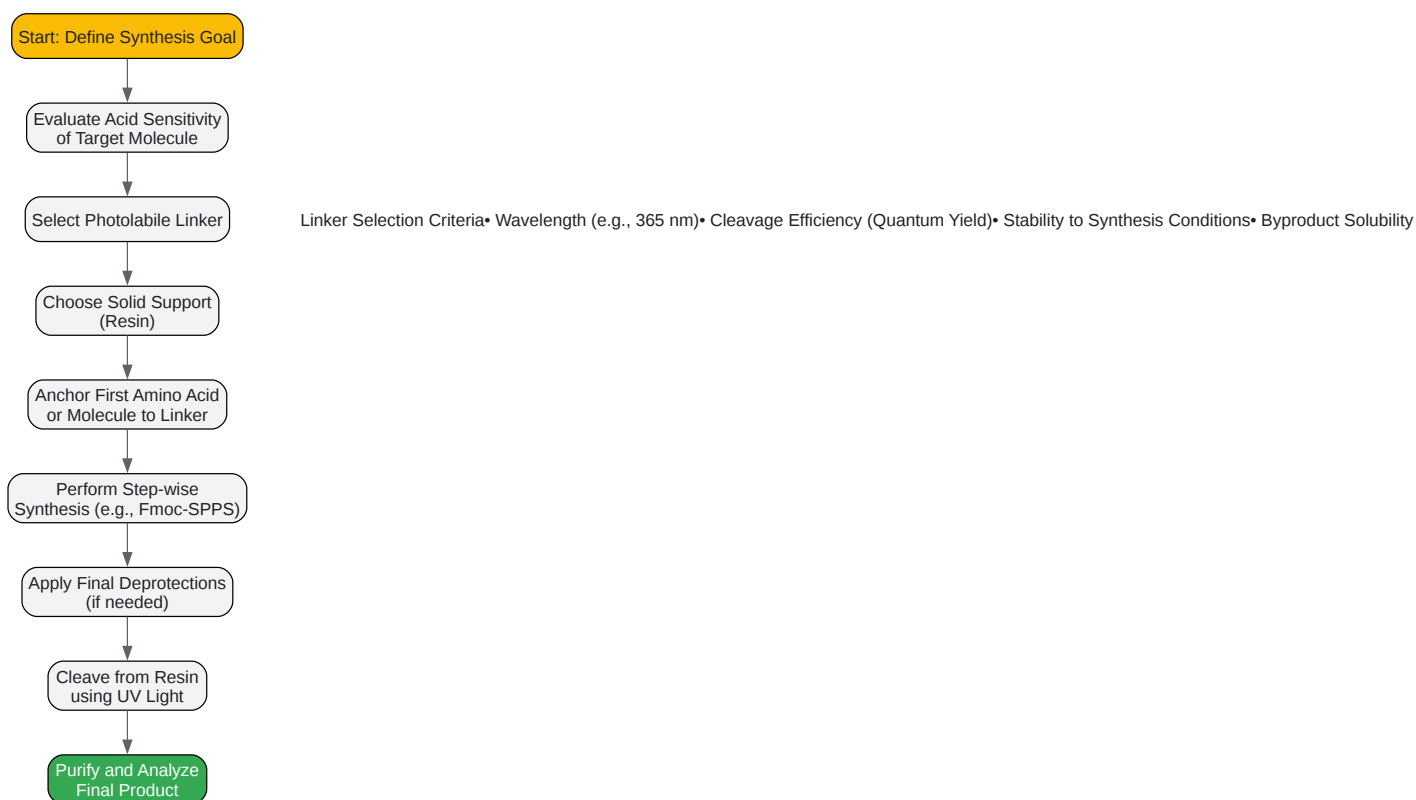 Start: Define Synthesis Goal
Evaluate Acid Sensitivity
of Target Molecule
Select Photolabile Linker
Linker Selection Criteria• Wavelength (e.g., 365 nm)• Cleavage Efficiency (Quantum Yield)• Stability to Synthesis Conditions• Byproduct Solubility
Choose Solid Support
(Resin)
Anchor First Amino Acid
or Molecule to Linker
Perform Step-wise
Synthesis (e.g., Fmoc-SPPS)
Apply Final Deprotections
(if needed)
Cleave from Resin
using UV Light
Purify and Analyze
Final Product